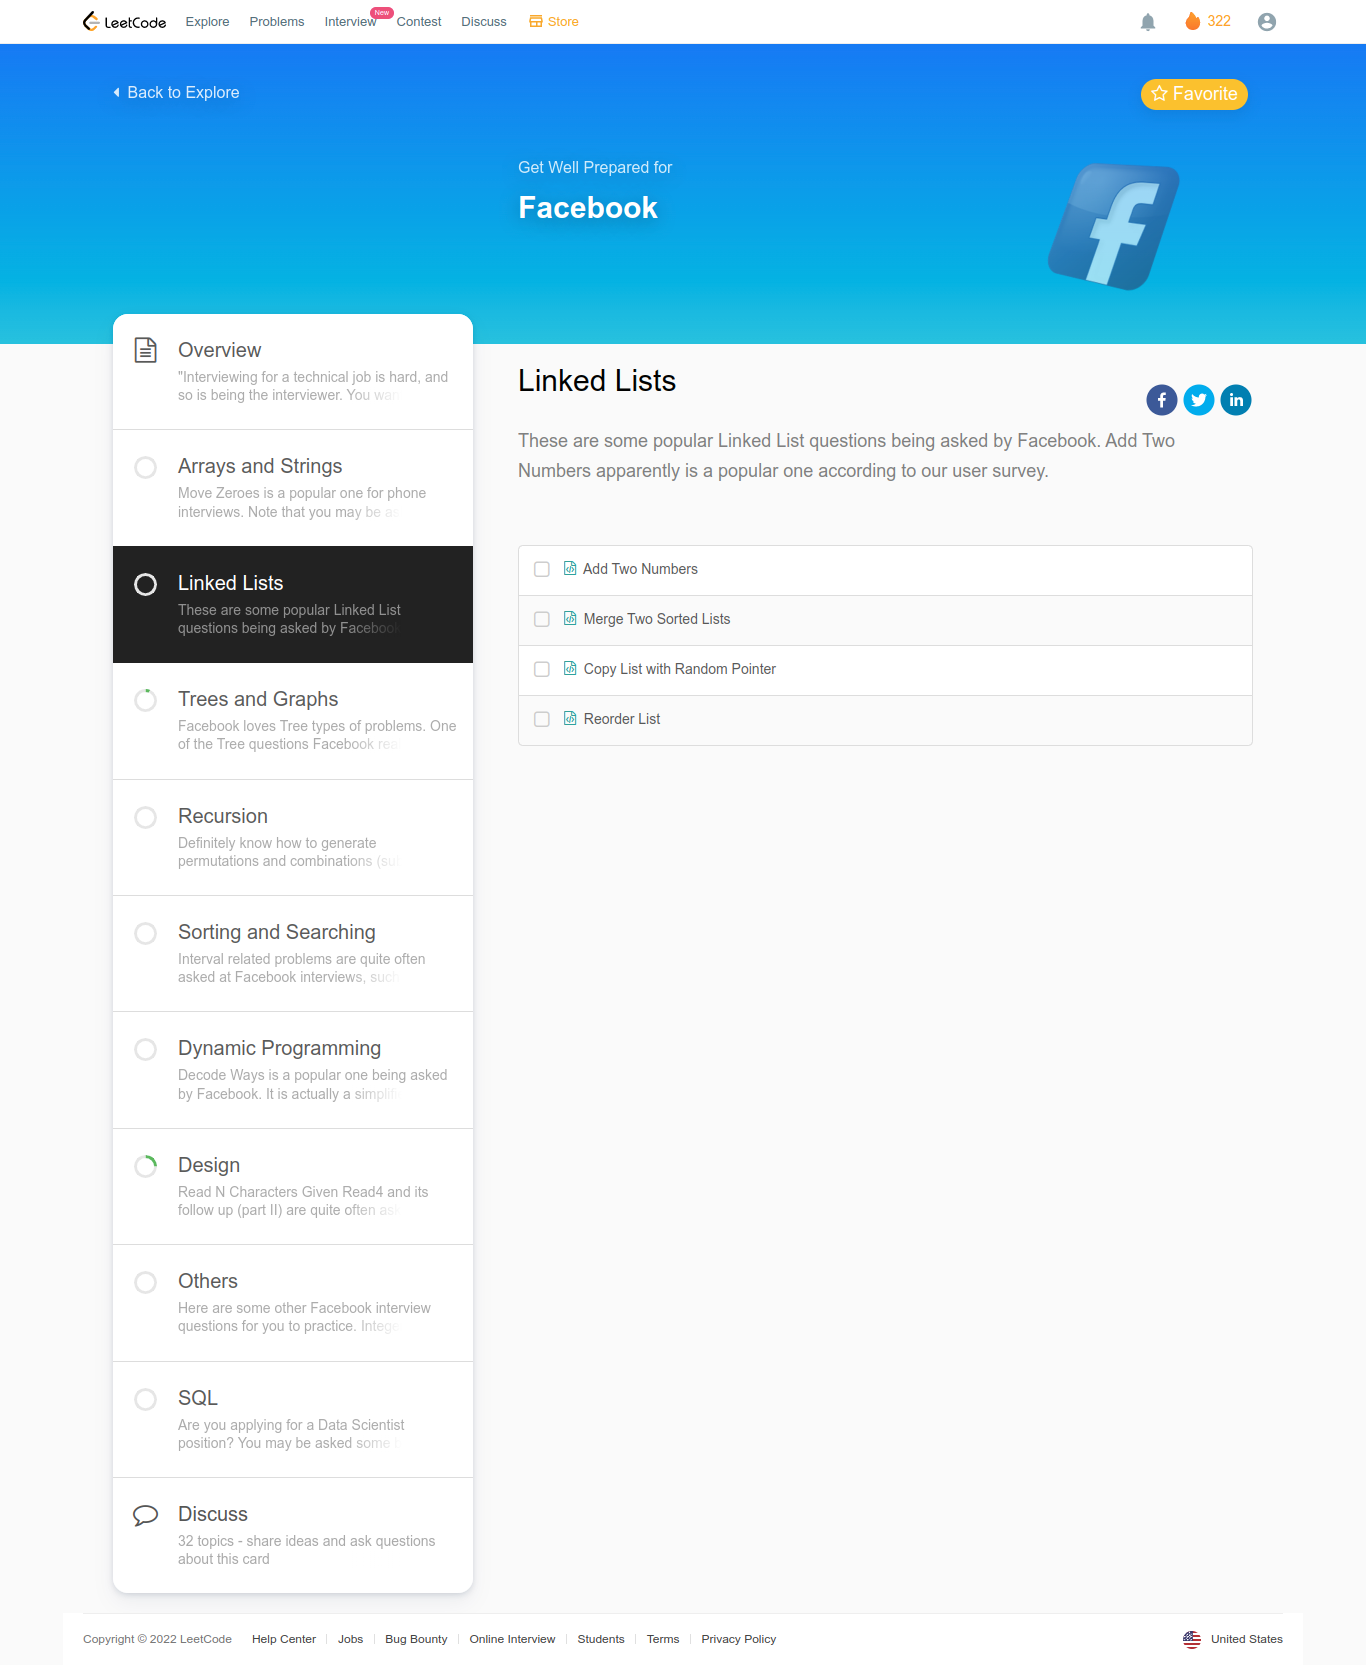 LeetCode Explore Problems Interview New Contest Discuss Store 322
Back to Explore
Favorite
Get Well Prepared for
Facebook
Overview
"Interviewing for a technical job is hard, and
so is being the interviewer. You wan
Linked Lists
These are some popular Linked List questions being asked by Facebook. Add Two
Numbers apparently is a popular one according to our user survey.
Arrays and Strings
Move Zeroes is a popular one for phone
interviews. Note that you may be as
Linked Lists
These are some popular Linked List
questions being asked by Facebook.
Add Two Numbers
Merge Two Sorted Lists
Copy List with Random Pointer
Reorder List
Trees and Graphs
Facebook loves Tree types of problems. One
of the Tree questions Facebook rea
Recursion
Definitely know how to generate
permutations and combinations (sub
Sorting and Searching
Interval related problems are quite often
asked at Facebook interviews, such
Dynamic Programming
Decode Ways is a popular one being asked
by Facebook. It is actually a simplifi
Design
Read N Characters Given Read4 and its
follow up (part II) are quite often ask
Others
Here are some other Facebook interview
questions for you to practice. Intege
SQL
Are you applying for a Data Scientist
position? You may be asked some
Discuss
32 topics - share ideas and ask questions
about this card
Copyright © 2022 LeetCode Help Center Jobs Bug Bounty Online Interview Students Terms Privacy Policy United States